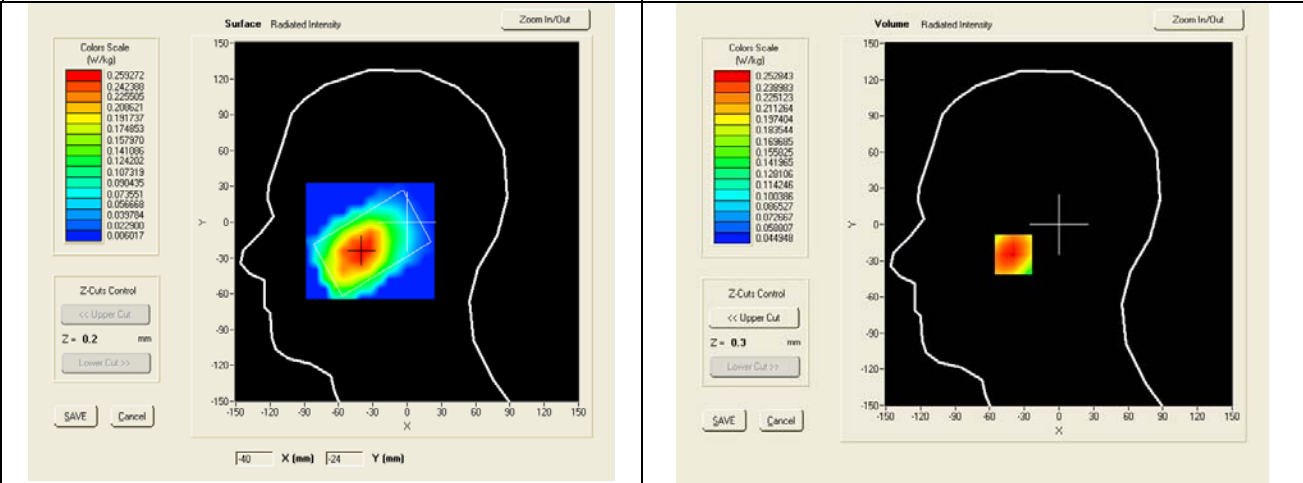 Surface Radiated Intensity
Zoom In/Out
Colors Scale
(W/kg)
0.259272
0.242388
0.225505
0.208621
0.191737
0.174853
0.157970
0.141086
0.124202
0.107319
0.090435
0.073551
0.056668
0.039784
0.022900
0.006017
150
120
90
60
30
0
-30
-60
-90
-120
-150
Y
-150 -120 -90 -60 -30 0 30 60 90 120 150
X
Z-Cuts Control
<< Upper Cut
Z = 0.2 mm
Lower Cut >>
SAVE Cancel
-40 X (mm) -24 Y (mm)
Volume Radiated Intensity
Zoom In/Out
Colors Scale
(W/kg)
0.252843
0.238983
0.225123
0.211264
0.197404
0.183544
0.169685
0.155825
0.141965
0.128106
0.114246
0.100386
0.086527
0.072667
0.058807
0.044948
150
120
90
60
30
0
-30
-60
-90
-120
-150
Y
-150 -120 -90 -60 -30 0 30 60 90 120 150
X
Z-Cuts Control
<< Upper Cut
Z = 0.3 mm
Lower Cut >>
SAVE Cancel